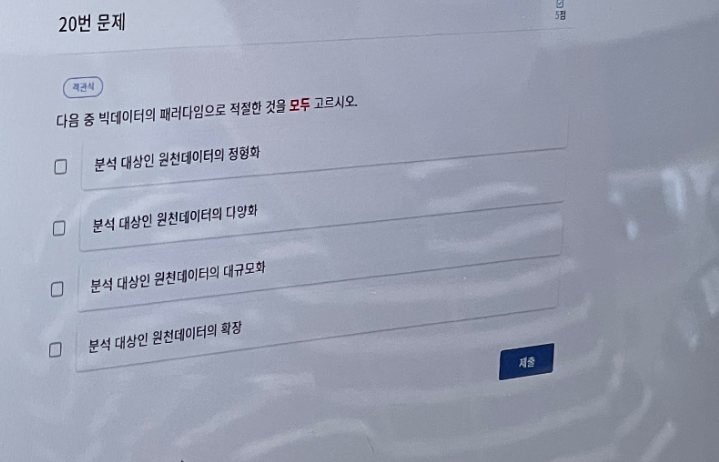 20번 문제
5점
객관식
다음 중 빅데이터의 패러다임으로 적절한 것을 모두 고르시오.
분석 대상인 원천데이터의 정형화
분석 대상인 원천데이터의 다양화
분석 대상인 원천데이터의 대규모화
분석 대상인 원천데이터의 확장
제출